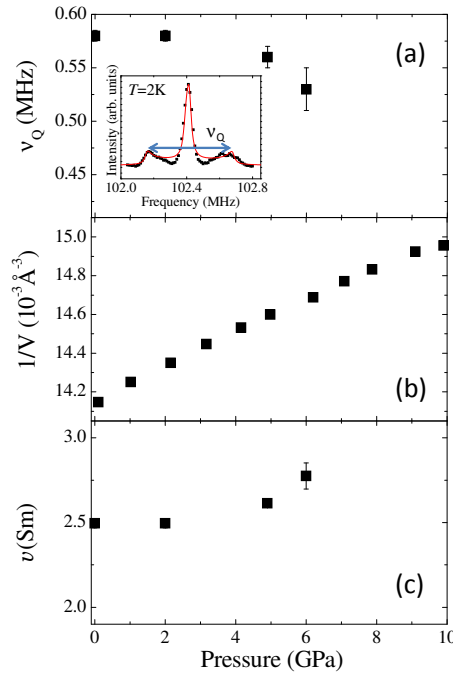 0.60
(a)
0.55
0.50
0.45
ν_Q (MHz)
T=2K
ν_Q
Intensity (arb. units)
102.0 102.4 102.8
Frequency (MHz)
15.0
14.8
14.6
14.4
14.2
1/V (10⁻³Å⁻³)
(b)
3.0
2.5
2.0
υ(Sm)
(c)
0 2 4 6 8 10
Pressure (GPa)